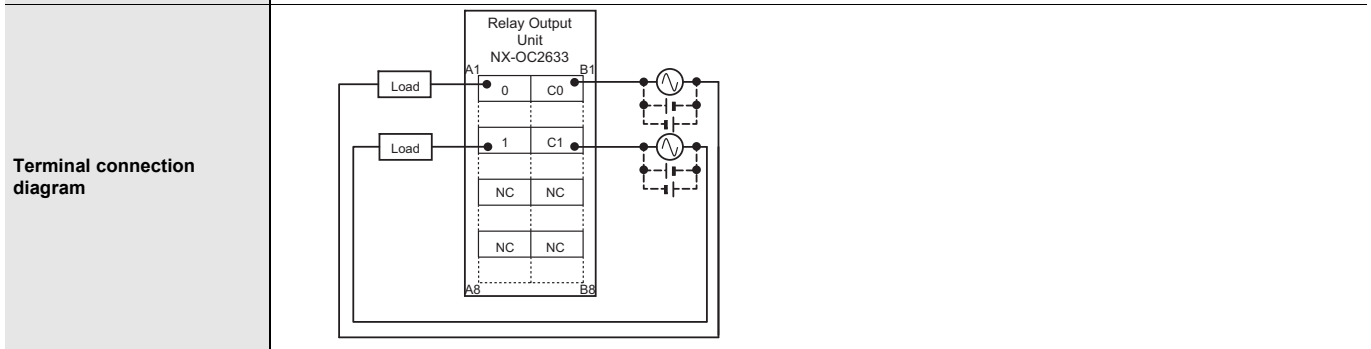 Terminal connection
diagram
Relay Output
Unit
NX-OC2633
A1
B1
Load
0
C0
Load
1
C1
NC
NC
NC
NC
A8
B8